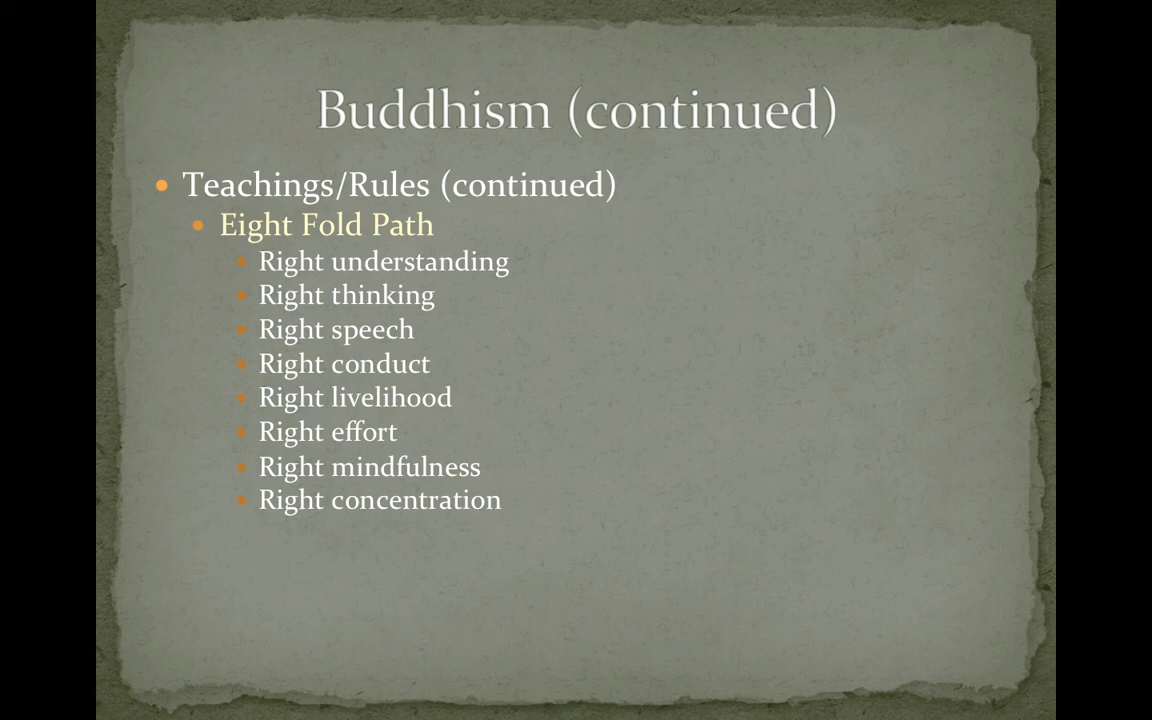 Buddhism (continued)
• Teachings/Rules (continued)
• Eight Fold Path
• Right understanding
• Right thinking
• Right speech
• Right conduct
• Right livelihood
• Right effort
• Right mindfulness
• Right concentration